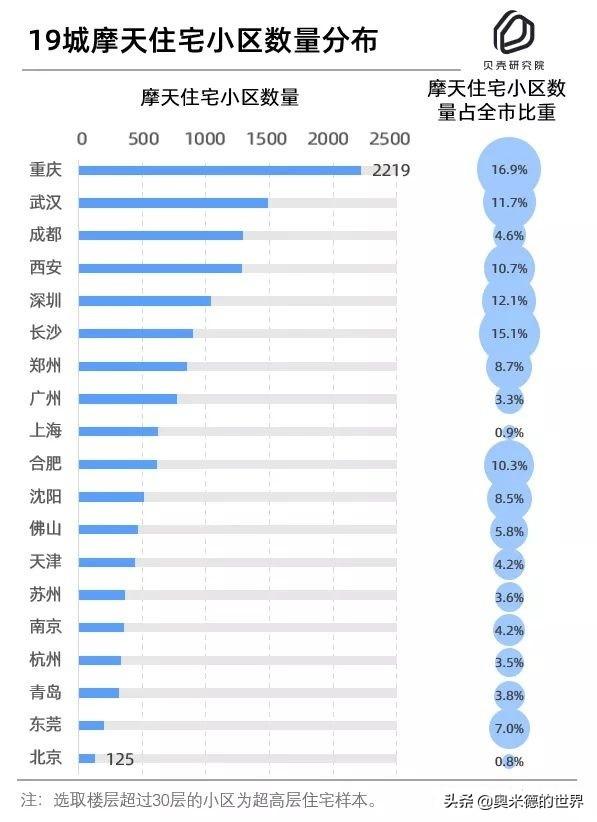 19城摩天住宅小区数量分布
贝壳研究院
摩天住宅小区数量
摩天住宅小区数
量占全市比重
0 500 1000 1500 2000 2500
重庆 2219 16.9%
武汉 11.7%
成都 4.6%
西安 10.7%
深圳 12.1%
长沙 15.1%
郑州 8.7%
广州 3.3%
上海 0.9%
合肥 10.3%
沈阳 8.5%
佛山 5.8%
天津 4.2%
苏州 3.6%
南京 4.2%
杭州 3.5%
青岛 3.8%
东莞 7.0%
北京 125 0.8%
注：选取楼层超过30层的小区为超高层住宅样本。
头条 @奥米德的世界